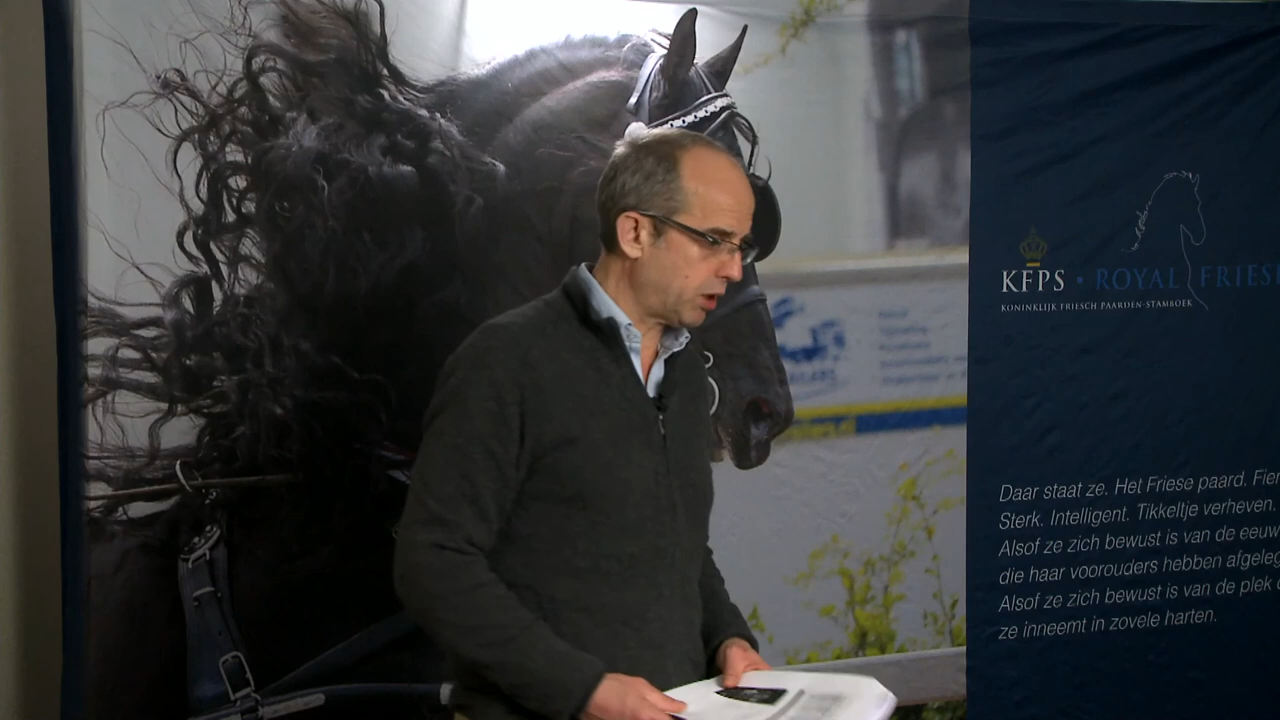 KFPS • ROYAL FRIES
KONINKLIJK FRIESCH PAARDEN-STAMBOEK
Daar staat ze. Het Friese paard. Fier
Sterk. Intelligent. Tikkeltje verheven.
Alsof ze zich bewust is van de eeuw
die haar voorouders hebben afgeleg
Alsof ze zich bewust is van de plek
ze inneemt in zovele harten.